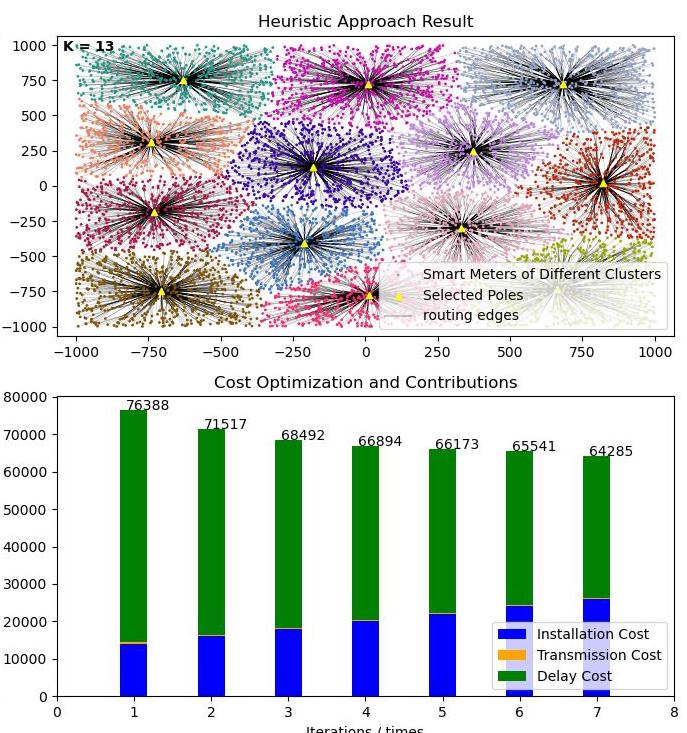 Heuristic Approach Result
K = 13
1000
750
500
250
0
−250
−500
−750
−1000
Smart Meters of Different Clusters
Selected Poles
routing edges
−1000 −750 −500 −250 0 250 500 750 1000
Cost Optimization and Contributions
80000
70000
60000
50000
40000
30000
20000
10000
0
76388 71517 68492 66894 66173 65541 64285
Installation Cost
Transmission Cost
Delay Cost
0 1 2 3 4 5 6 7 8
Iterations / times